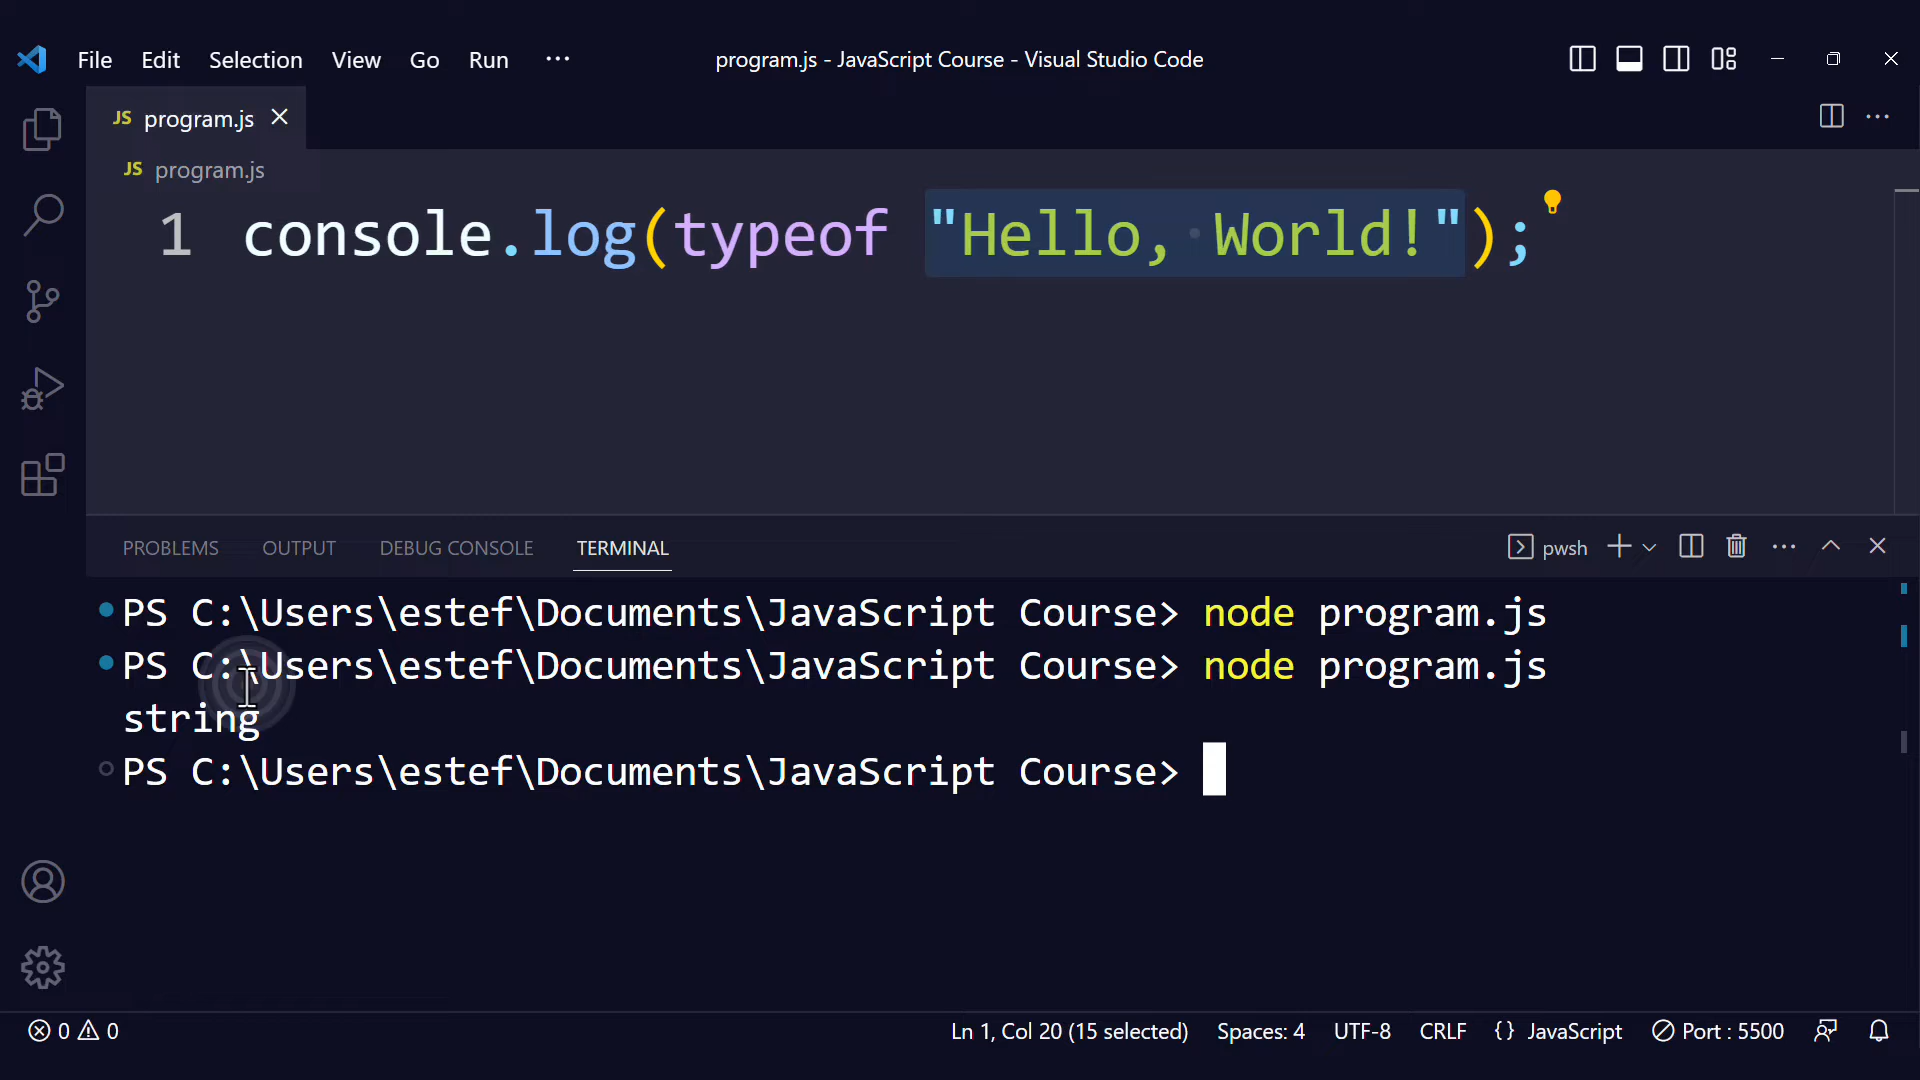 File Edit Selection View Go Run ··· program.js - JavaScript Course - Visual Studio Code
JS program.js
JS program.js
1 console.log(typeof "Hello, World!");
PROBLEMS OUTPUT DEBUG CONSOLE TERMINAL pwsh
PS C:\Users\estef\Documents\JavaScript Course> node program.js
PS C:\Users\estef\Documents\JavaScript Course> node program.js
string
PS C:\Users\estef\Documents\JavaScript Course>
0 0 Ln 1, Col 20 (15 selected) Spaces: 4 UTF-8 CRLF {} JavaScript Port : 5500